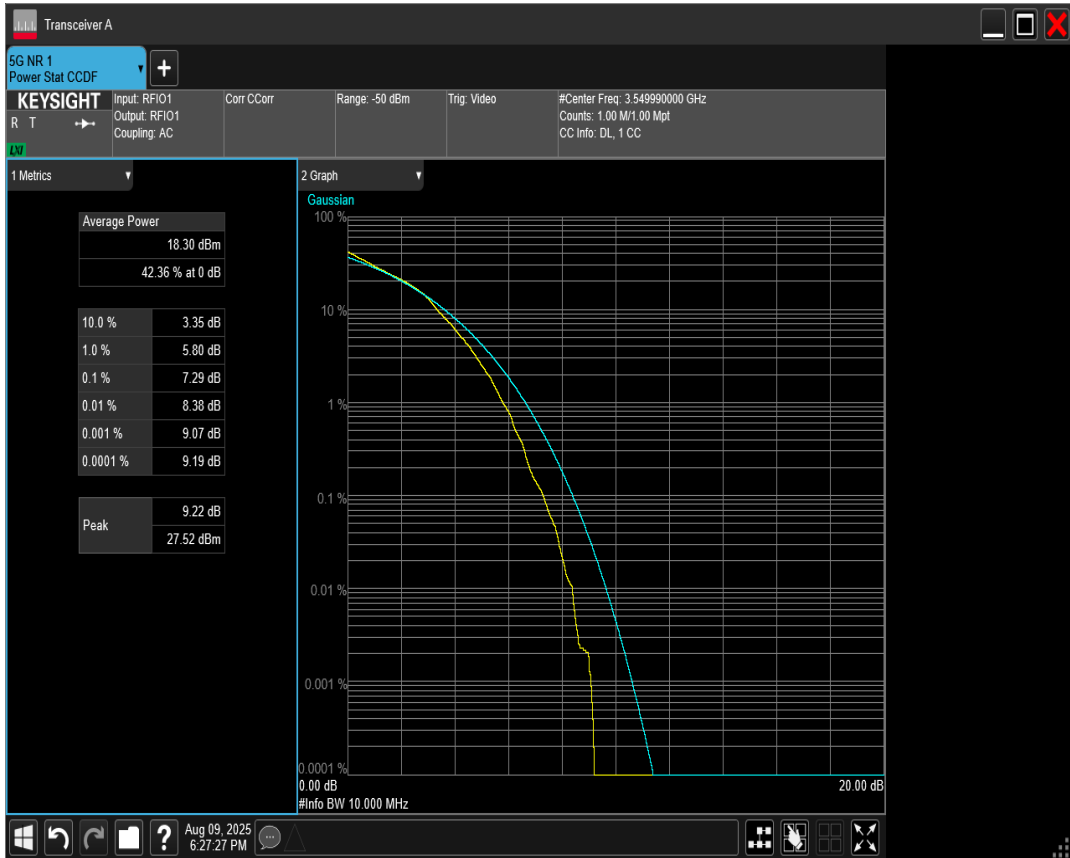 Transceiver A
5G NR 1
Power Stat CCDF
KEYSIGHT
R T
LXI
Input: RFIO1
Output: RFIO1
Coupling: AC
Corr CCorr
Range: -50 dBm
Trig: Video
#Center Freq: 3.549990000 GHz
Counts: 1.00 M/1.00 Mpt
CC Info: DL, 1 CC
1 Metrics
Average Power
18.30 dBm
42.36 % at 0 dB
10.0 % 3.35 dB
1.0 % 5.80 dB
0.1 % 7.29 dB
0.01 % 8.38 dB
0.001 % 9.07 dB
0.0001 % 9.19 dB
Peak 9.22 dB
27.52 dBm
2 Graph
Gaussian
100 %
10 %
1 %
0.1 %
0.01 %
0.001 %
0.0001 %
0.00 dB 20.00 dB
#Info BW 10.000 MHz
Aug 09, 2025
6:27:27 PM